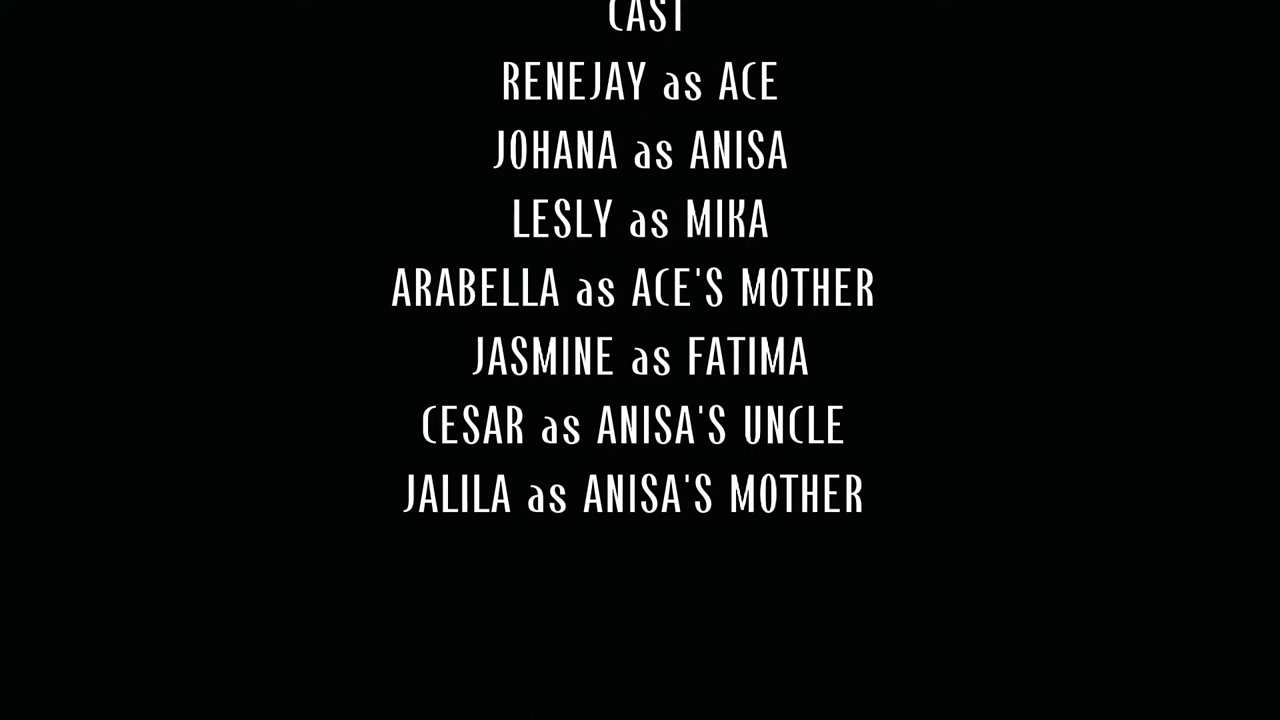 CAST
RENEJAY as ACE
JOHANA as ANISA
LESLY as MIKA
ARABELLA as ACE'S MOTHER
JASMINE as FATIMA
CESAR as ANISA'S UNCLE
JALILA as ANISA'S MOTHER